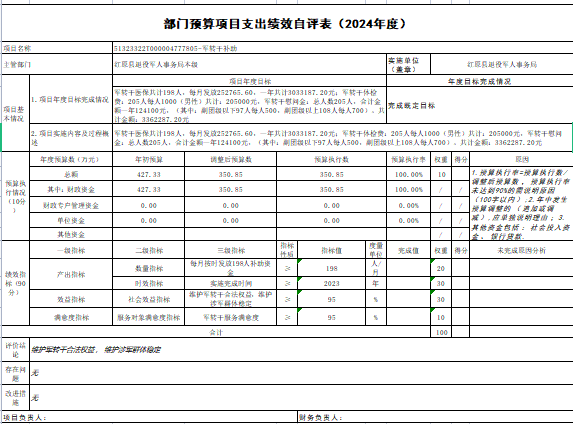 部门预算项目支出绩效自评表（2024年度）
项目名称 51323322T000004777805-军转干补助
主管部门 红原县退役军人事务局本级 实施单位（盖章） 红原县退役军人事务局
项目基本情况 项目年度目标 年度目标完成情况
1.项目年度目标完成情况 军转干医保共计198人，每月发放252765.60，一年共计3033187.20元；军转干体检费；205人每人1000（男性）共计：205000元，军转干慰问金：总人数205人，合计金额一年124100元，（其中：副团级以下97人每人500，副团级以上108人每人700）。共计金额：3362287.20元 完成既定目标
2.项目实施内容及过程概述 军转干医保共计198人，每月发放252765.60，一年共计3033187.20元；军转干体检费：205人每人1000（男性）共计：205000元，军转干慰问金：总人数205人，合计金额一年124100元，（其中：副团级以下97人每人500，副团级以上108人每人700）。共计金额：3362287.20元
预算执行情况（10分） 年度预算数（万元） 年初预算 调整后预算数 预算执行数 预算执行率 权重 得分 原因
总额 427.33 350.85 350.85 100.00% 10
其中：财政资金 427.33 350.85 350.85 100.00% / /
财政专户管理资金 0.00 0.00 0.00 0.00 / /
单位资金 0.00 0.00 0.00 0.00 / /
其他资金 / /
1.预算执行率=预算执行数/调整后预算数，预算执行率未达到90%的需说明原因（100字以内）.2.年中发生预算调整的（追加或调减）.应单独说明理由；3.其他资金包括：社会投入资金、银行贷款.
绩效指标（90分） 一级指标 二级指标 三级指标 指标性质 指标值 度量单位 完成值 权重 得分 未完成原因分析
产出指标 数量指标 每月按时发放198人补助资金 ≥ 198 人/月 20
时效指标 实施完成时间 ≥ 2023 年 30
效益指标 社会效益指标 维护军转干合法权益，维护涉军群体稳定 ≥ 95 % 30
满意度指标 服务对象满意度指标 军转干服务满意度 ≥ 95 % 10
合计 100
评价结论 维护军转干合法权益，维护涉军群体稳定
存在问题 无
改进措施 无
项目负责人： 财务负责人：